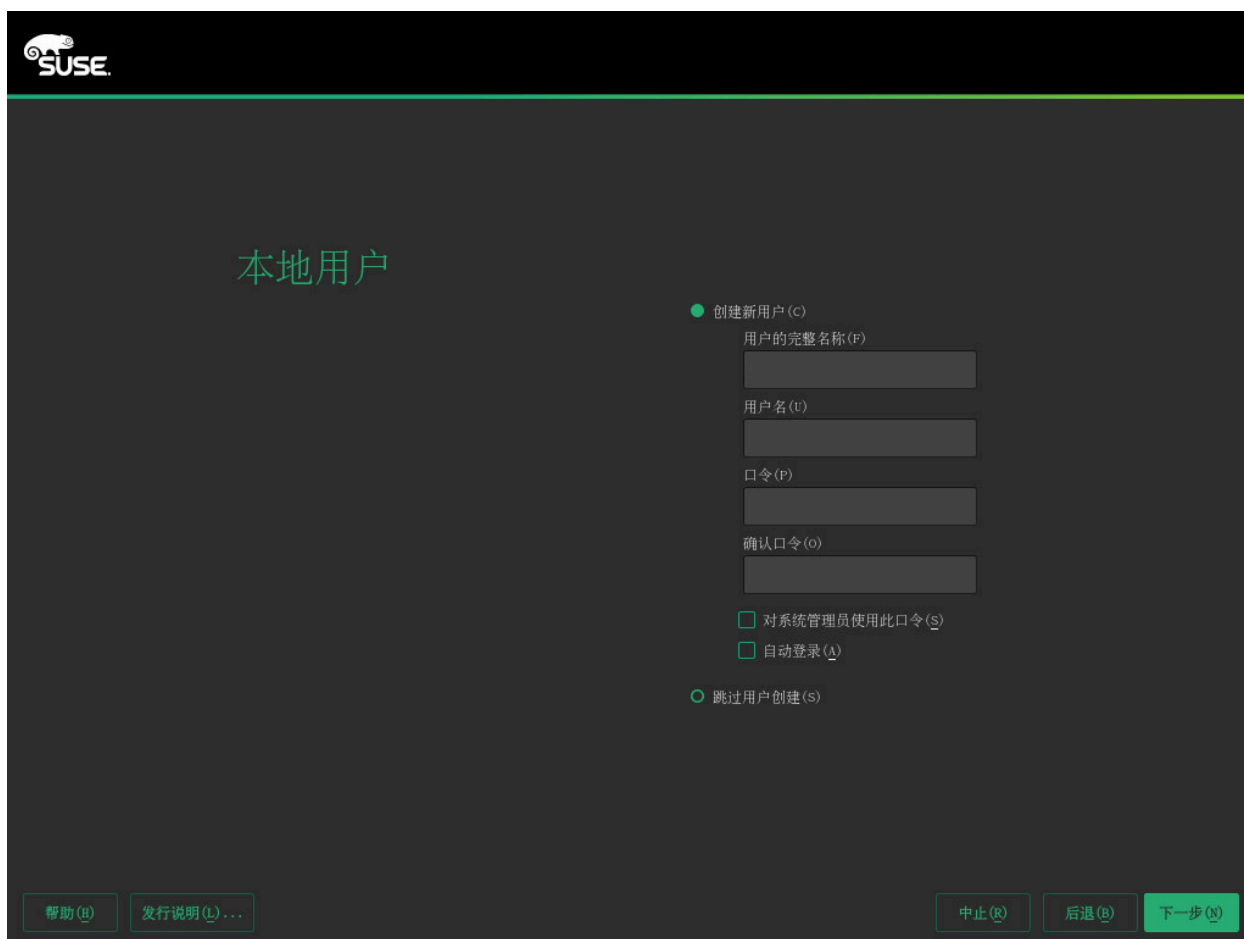 SUSE.
本地用户
创建新用户(C)
用户的完整名称(F)
用户名(U)
口令(P)
确认口令(O)
对系统管理员使用此口令(S)
自动登录(A)
跳过用户创建(S)
帮助(H) 发行说明(L)... 中止(R) 后退(B) 下一步(N)